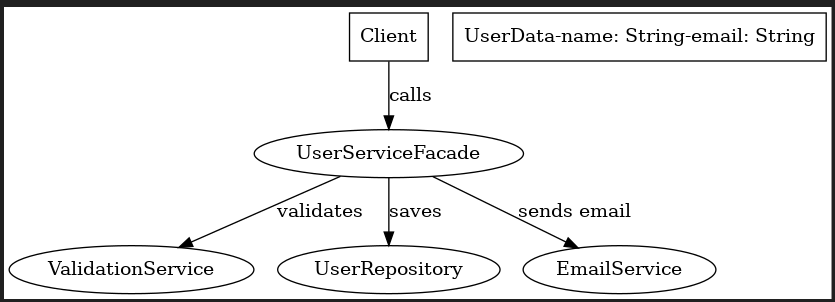 Client
UserData-name: String-email: String
calls
UserServiceFacade
validates
saves
sends email
ValidationService
UserRepository
EmailService